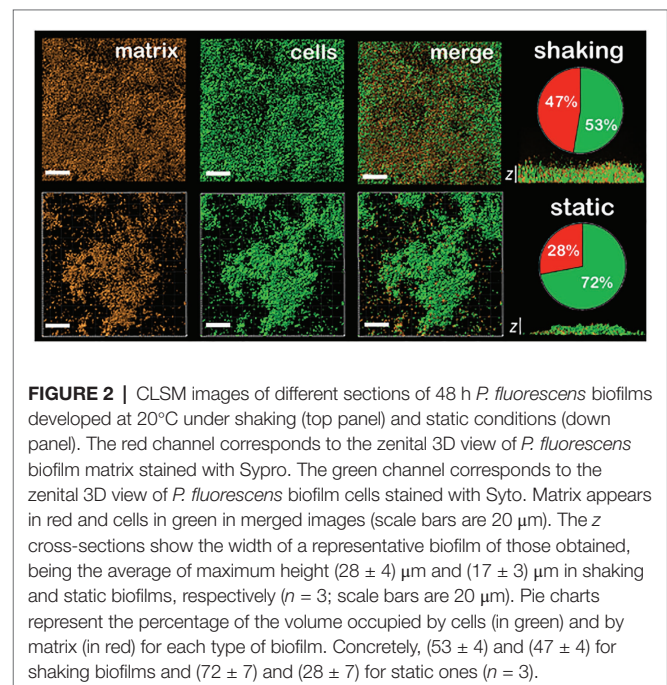 matrix cells merge shaking
47%
53%
z
static
28%
72%
z
FIGURE 2 | CLSM images of different sections of 48 h P. fluorescens biofilms
developed at 20°C under shaking (top panel) and static conditions (down
panel). The red channel corresponds to the zenital 3D view of P. fluorescens
biofilm matrix stained with Sypro. The green channel corresponds to the
zenital 3D view of P. fluorescens biofilm cells stained with Syto. Matrix appears
in red and cells in green in merged images (scale bars are 20 μm). The z
cross-sections show the width of a representative biofilm of those obtained,
being the average of maximum height (28 ± 4) μm and (17 ± 3) μm in shaking
and static biofilms, respectively (n = 3; scale bars are 20 μm). Pie charts
represent the percentage of the volume occupied by cells (in green) and by
matrix (in red) for each type of biofilm. Concretely, (53 ± 4) and (47 ± 4) for
shaking biofilms and (72 ± 7) and (28 ± 7) for static ones (n = 3).